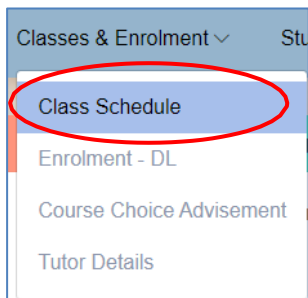 Classes & Enrolment
Class Schedule
Enrolment - DL
Course Choice Advisement
Tutor Details